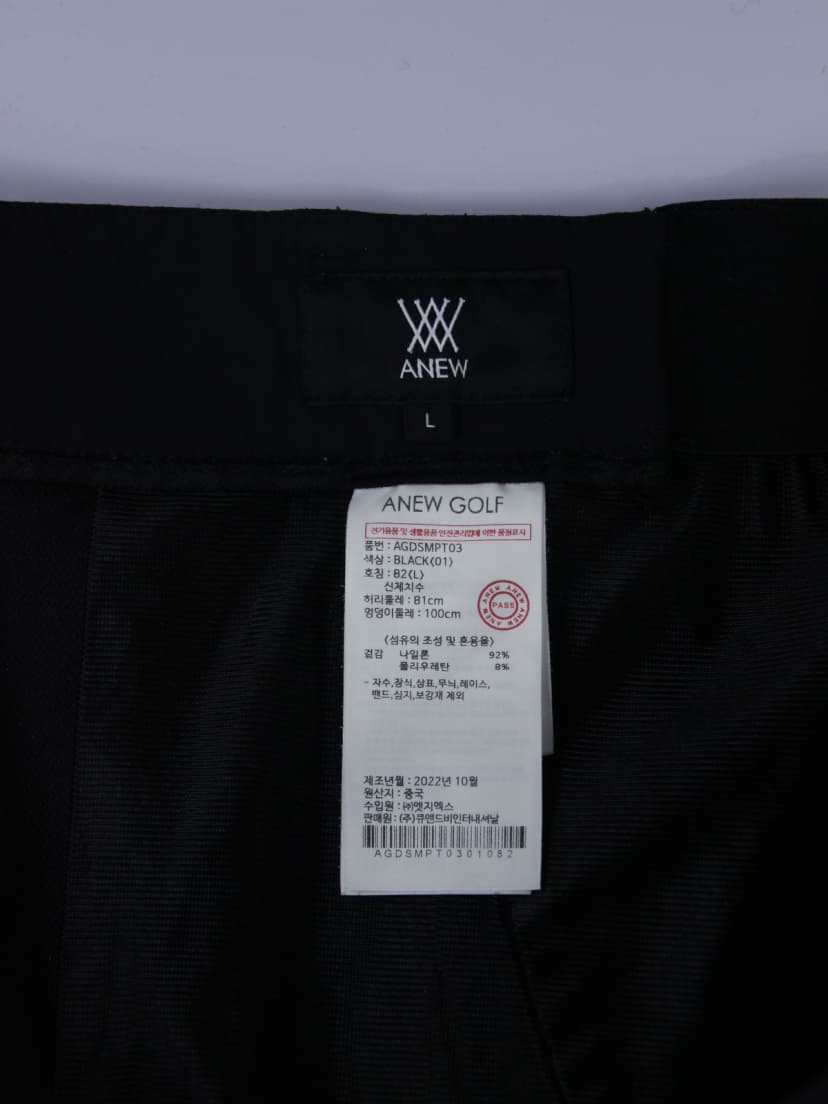 ANEW
L
ANEW GOLF
전기용품 및 생활용품 안전관리법에 의한 품질표시
품번 : AGDSMPT03
색상 : BLACK(01)
호칭 : 82(L)
신체치수
허리둘레 : 81cm
엉덩이둘레 : 100cm
ANEW ANEW ANEW
PASS
(섬유의 조성 및 혼용율)
겉감 나일론 92%
폴리우레탄 8%
- 자수,장식,상표,무늬,레이스,
밴드,심지,보강재 제외
제조년월 : 2022년 10월
원산지 : 중국
수입원 : ㈜엣지멕스
판매원 : (주)큐앤드비인터내셔날
AGDSMPT0301082